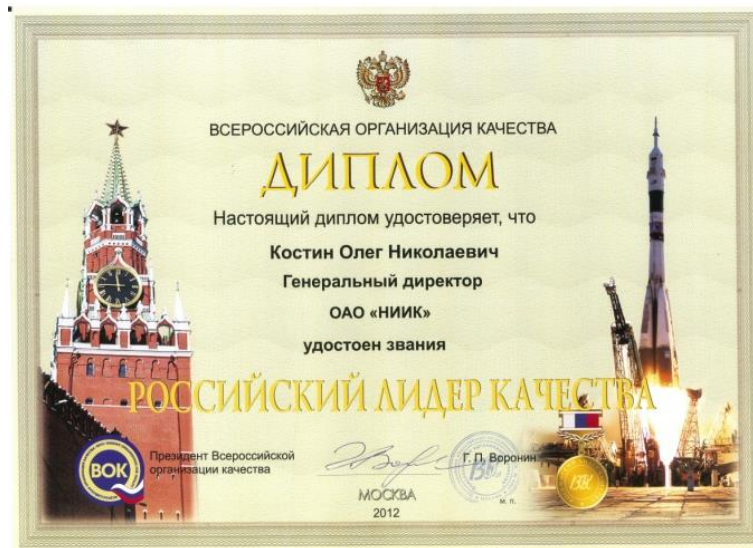 ВСЕРОССИЙСКАЯ ОРГАНИЗАЦИЯ КАЧЕСТВА
ДИПЛОМ
Настоящий диплом удостоверяет, что
Костин Олег Николаевич
Генеральный директор
ОАО «НИИК»
удостоен звания
РОССИЙСКИЙ ЛИДЕР КАЧЕСТВА
ВОК
Президент Всероссийской
организации качества
Г. П. Воронин
МОСКВА
2012
м. п.